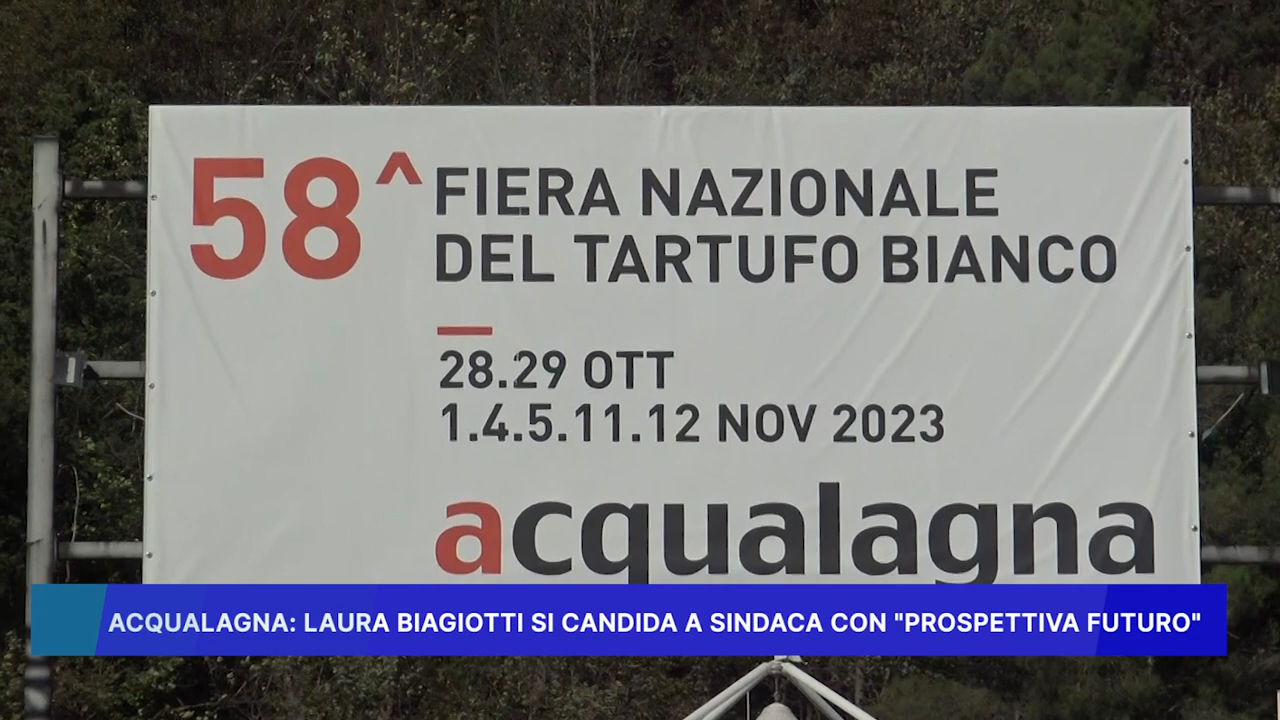 58^ FIERA NAZIONALE
DEL TARTUFO BIANCO
28.29 OTT
1.4.5.11.12 NOV 2023
acqualagna
ACQUALAGNA: LAURA BIAGIOTTI SI CANDIDA A SINDACA CON "PROSPETTIVA FUTURO"